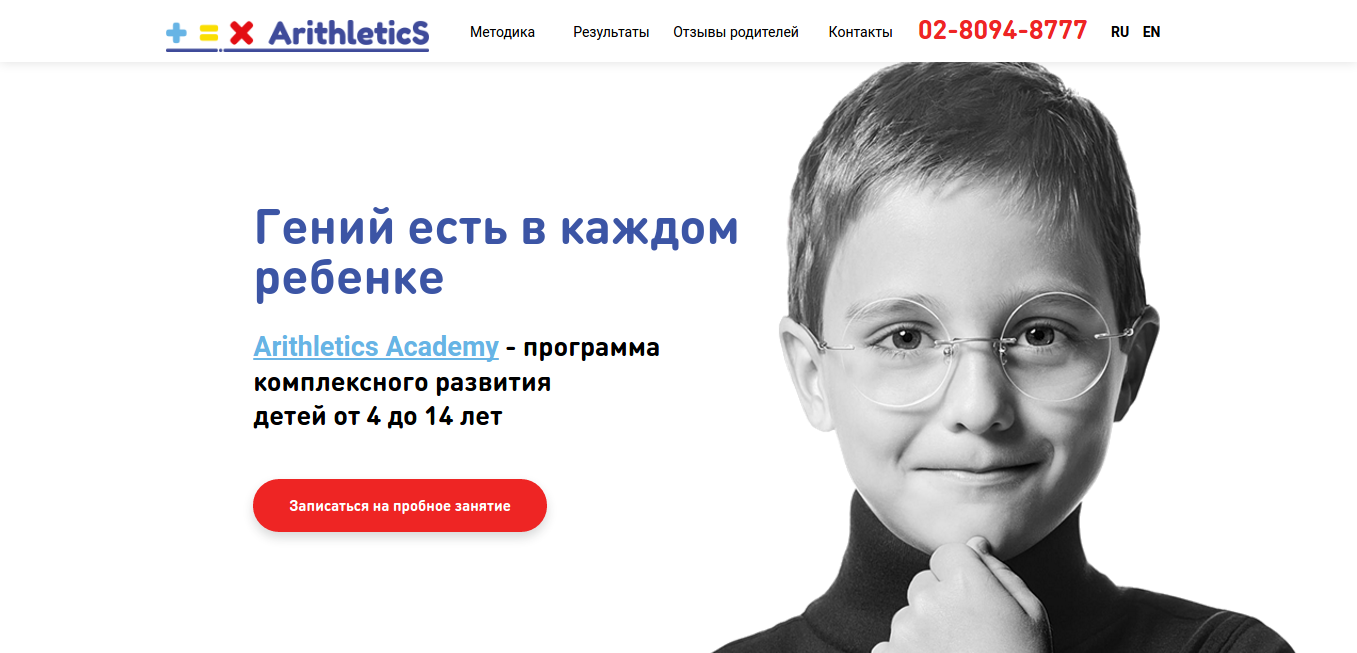 + = × ArithleticS
Методика Результаты Отзывы родителей Контакты 02-8094-8777 RU EN
Гений есть в каждом
ребенке
Arithletics Academy - программа
комплексного развития
детей от 4 до 14 лет
Записаться на пробное занятие